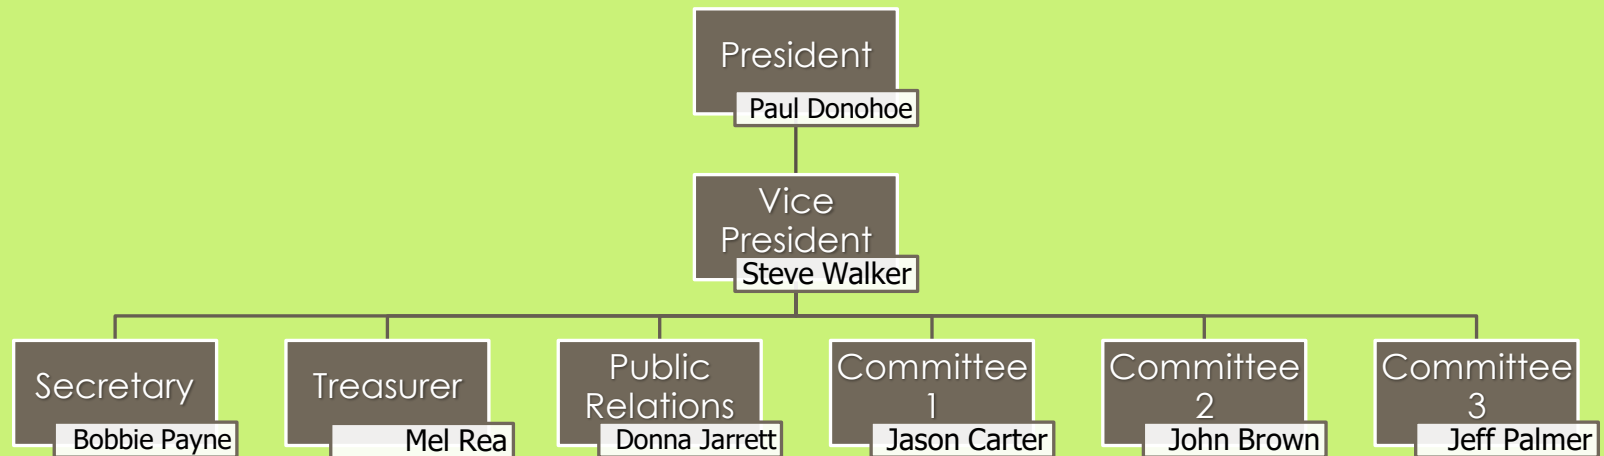 President
Paul Donohoe
Vice
President
Steve Walker
Secretary
Bobbie Payne
Treasurer
Mel Rea
Public
Relations
Donna Jarrett
Committee
1
Jason Carter
Committee
2
John Brown
Committee
3
Jeff Palmer